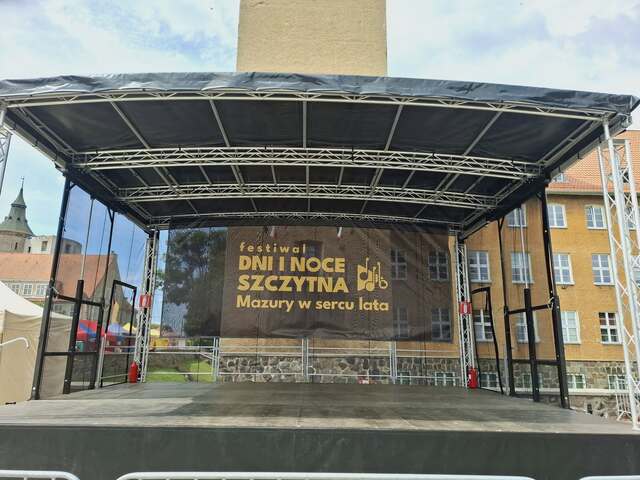 festiwal
DNI I NOCE
SZCZYTNA
Mazury w sercu lata